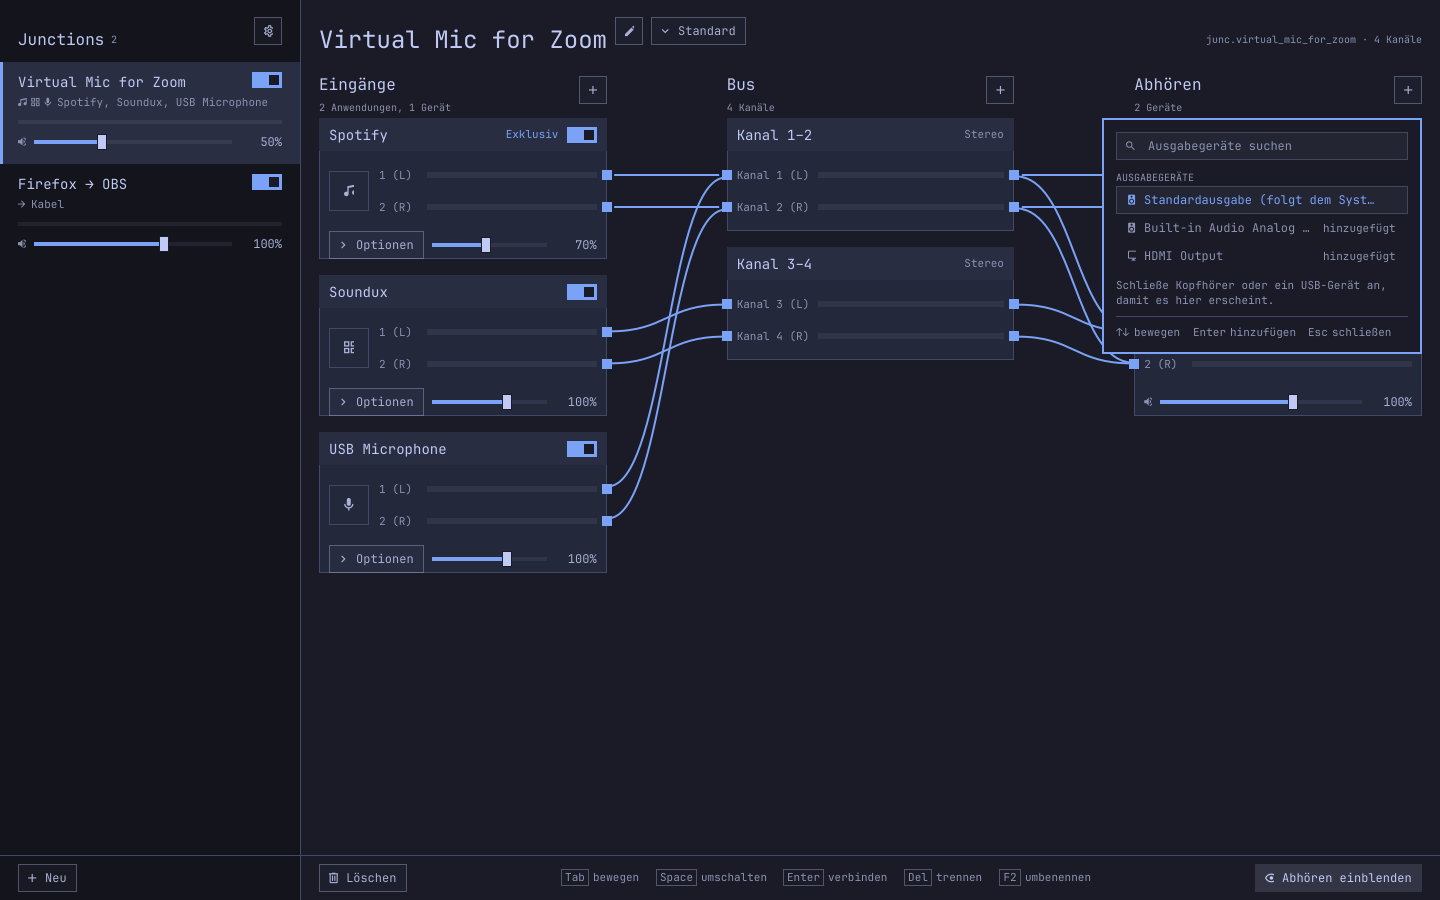 Junctions 2
Virtual Mic for Zoom
Spotify, Soundux, USB Microphone
50%
Firefox → OBS
→ Kabel
100%
+ Neu
Virtual Mic for Zoom
Standard
junc.virtual_mic_for_zoom · 4 Kanäle
Eingänge
2 Anwendungen, 1 Gerät
Spotify
Exklusiv
1 (L)
2 (R)
Optionen
70%
Soundux
1 (L)
2 (R)
Optionen
100%
USB Microphone
1 (L)
2 (R)
Optionen
100%
Bus
4 Kanäle
Kanal 1–2
Stereo
Kanal 1 (L)
Kanal 2 (R)
Kanal 3–4
Stereo
Kanal 3 (L)
Kanal 4 (R)
Abhören
2 Geräte
Ausgabegeräte suchen
AUSGABEGERÄTE
Standardausgabe (folgt dem Syst…
Built-in Audio Analog … hinzugefügt
HDMI Output hinzugefügt
Schließe Kopfhörer oder ein USB-Gerät an,
damit es hier erscheint.
↑↓ bewegen Enter hinzufügen Esc schließen
2 (R)
100%
Löschen
Tab bewegen Space umschalten Enter verbinden Del trennen F2 umbenennen
Abhören einblenden